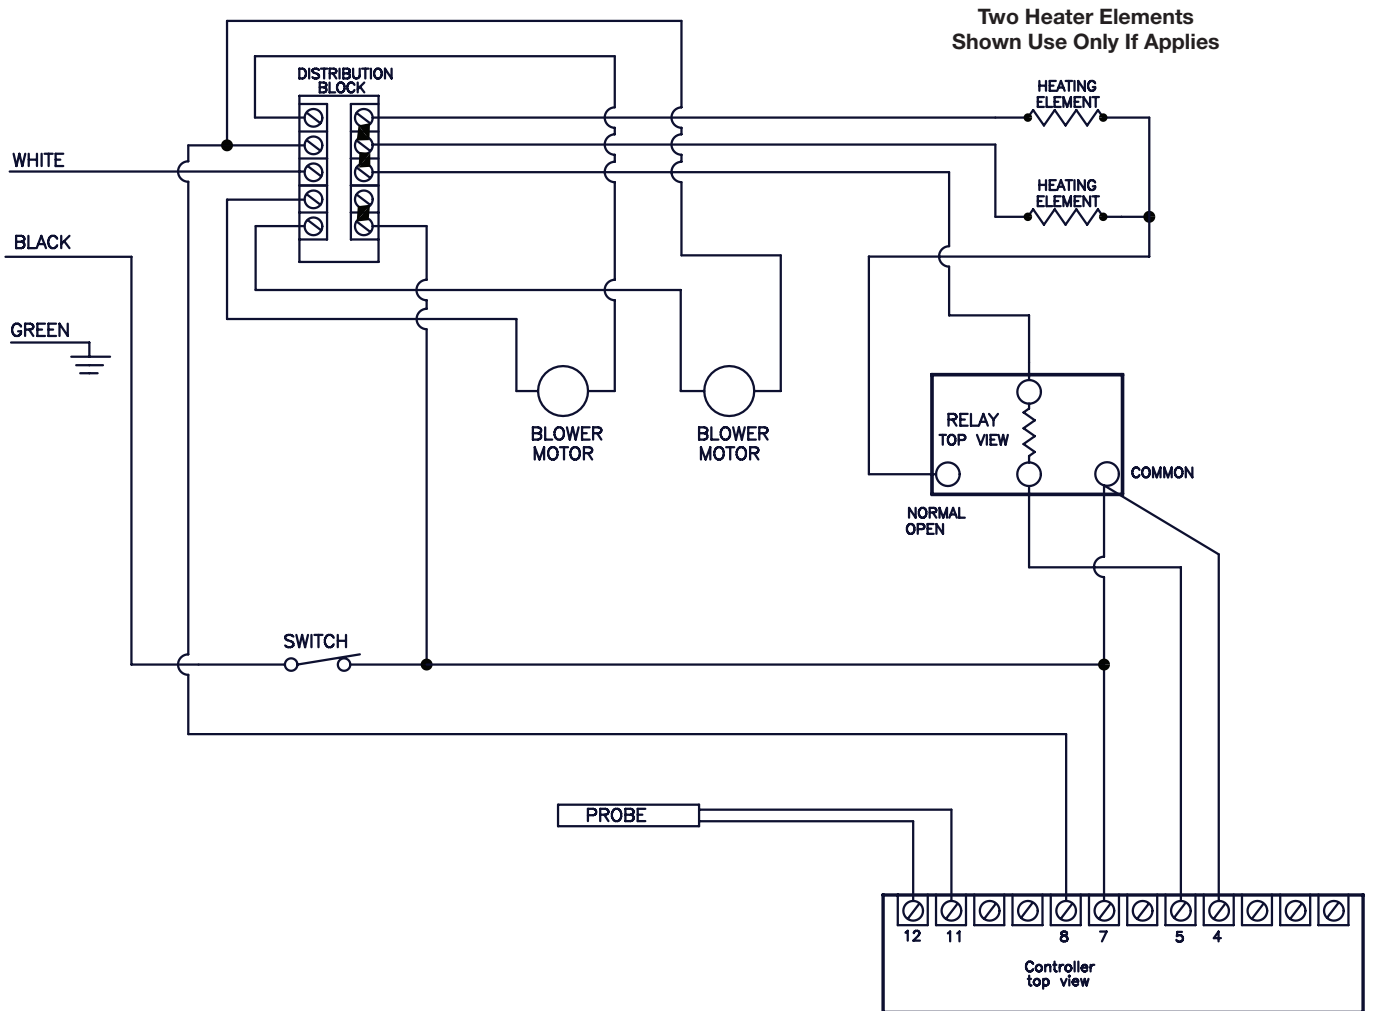 Two Heater Elements
Shown Use Only If Applies
DISTRIBUTION
BLOCK
HEATING
ELEMENT
WHITE
HEATING
ELEMENT
BLACK
GREEN
RELAY
TOP VIEW
BLOWER
MOTOR
BLOWER
MOTOR
COMMON
NORMAL
OPEN
SWITCH
PROBE
12 11 8 7 5 4
Controller
top view